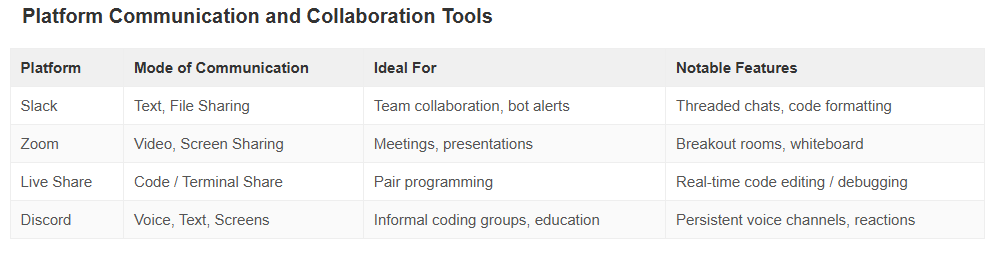 Platform Communication and Collaboration Tools
Platform Mode of Communication Ideal For Notable Features
Slack Text, File Sharing Team collaboration, bot alerts Threaded chats, code formatting
Zoom Video, Screen Sharing Meetings, presentations Breakout rooms, whiteboard
Live Share Code / Terminal Share Pair programming Real-time code editing / debugging
Discord Voice, Text, Screens Informal coding groups, education Persistent voice channels, reactions